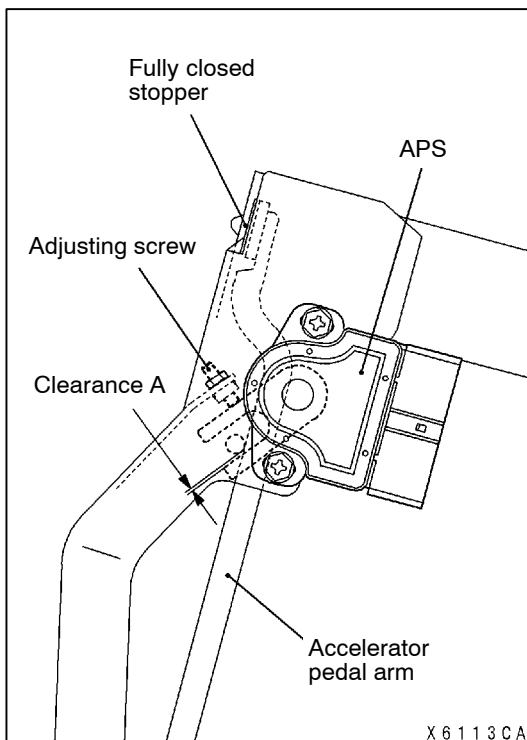 Fully closed
stopper
APS
Adjusting screw
Clearance A
Accelerator
pedal arm
X6113CA